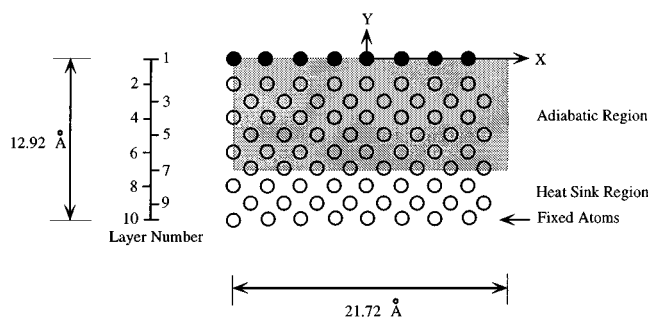 Y
X
1
2
3
4
5
6
7
8
9
10
Layer Number
12.92 Å
Adiabatic Region
Heat Sink Region
Fixed Atoms
21.72 Å